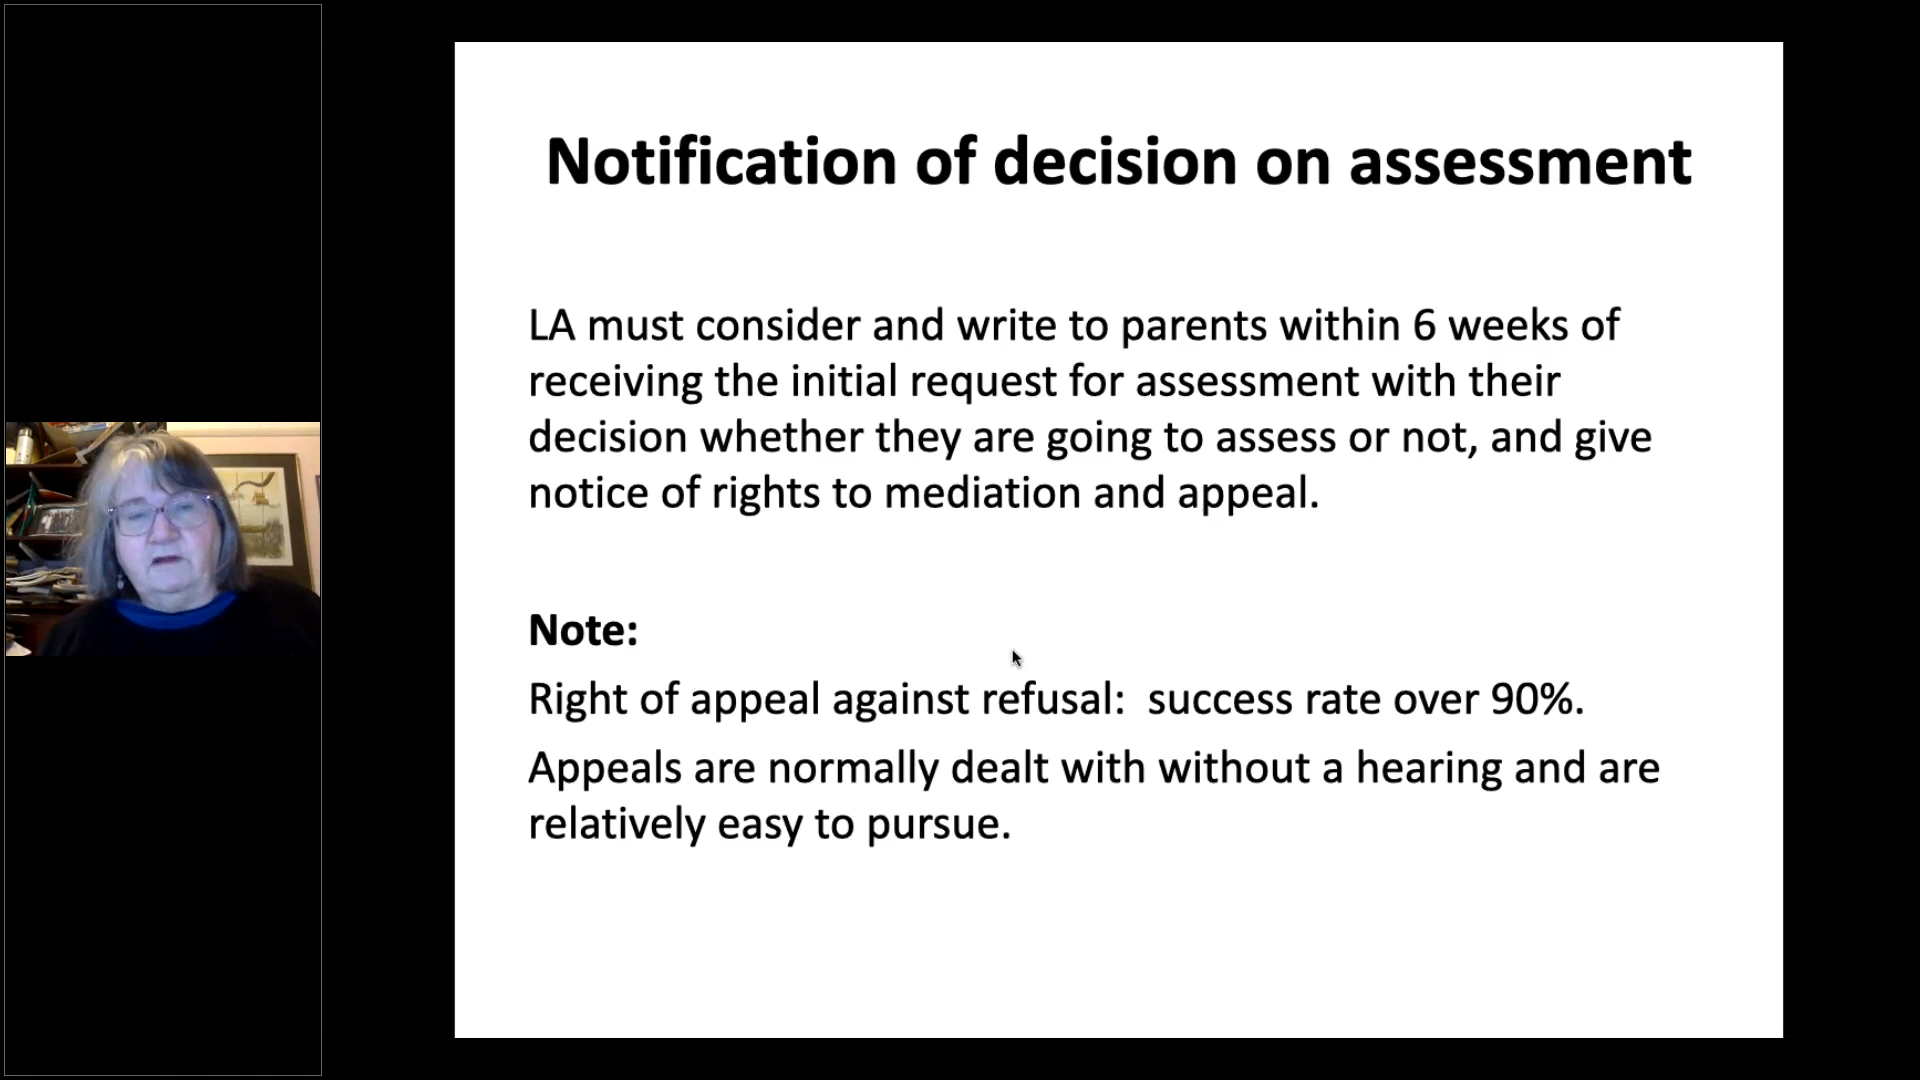 Notification of decision on assessment
LA must consider and write to parents within 6 weeks of
receiving the initial request for assessment with their
decision whether they are going to assess or not, and give
notice of rights to mediation and appeal.
Note:
Right of appeal against refusal:  success rate over 90%.
Appeals are normally dealt with without a hearing and are
relatively easy to pursue.